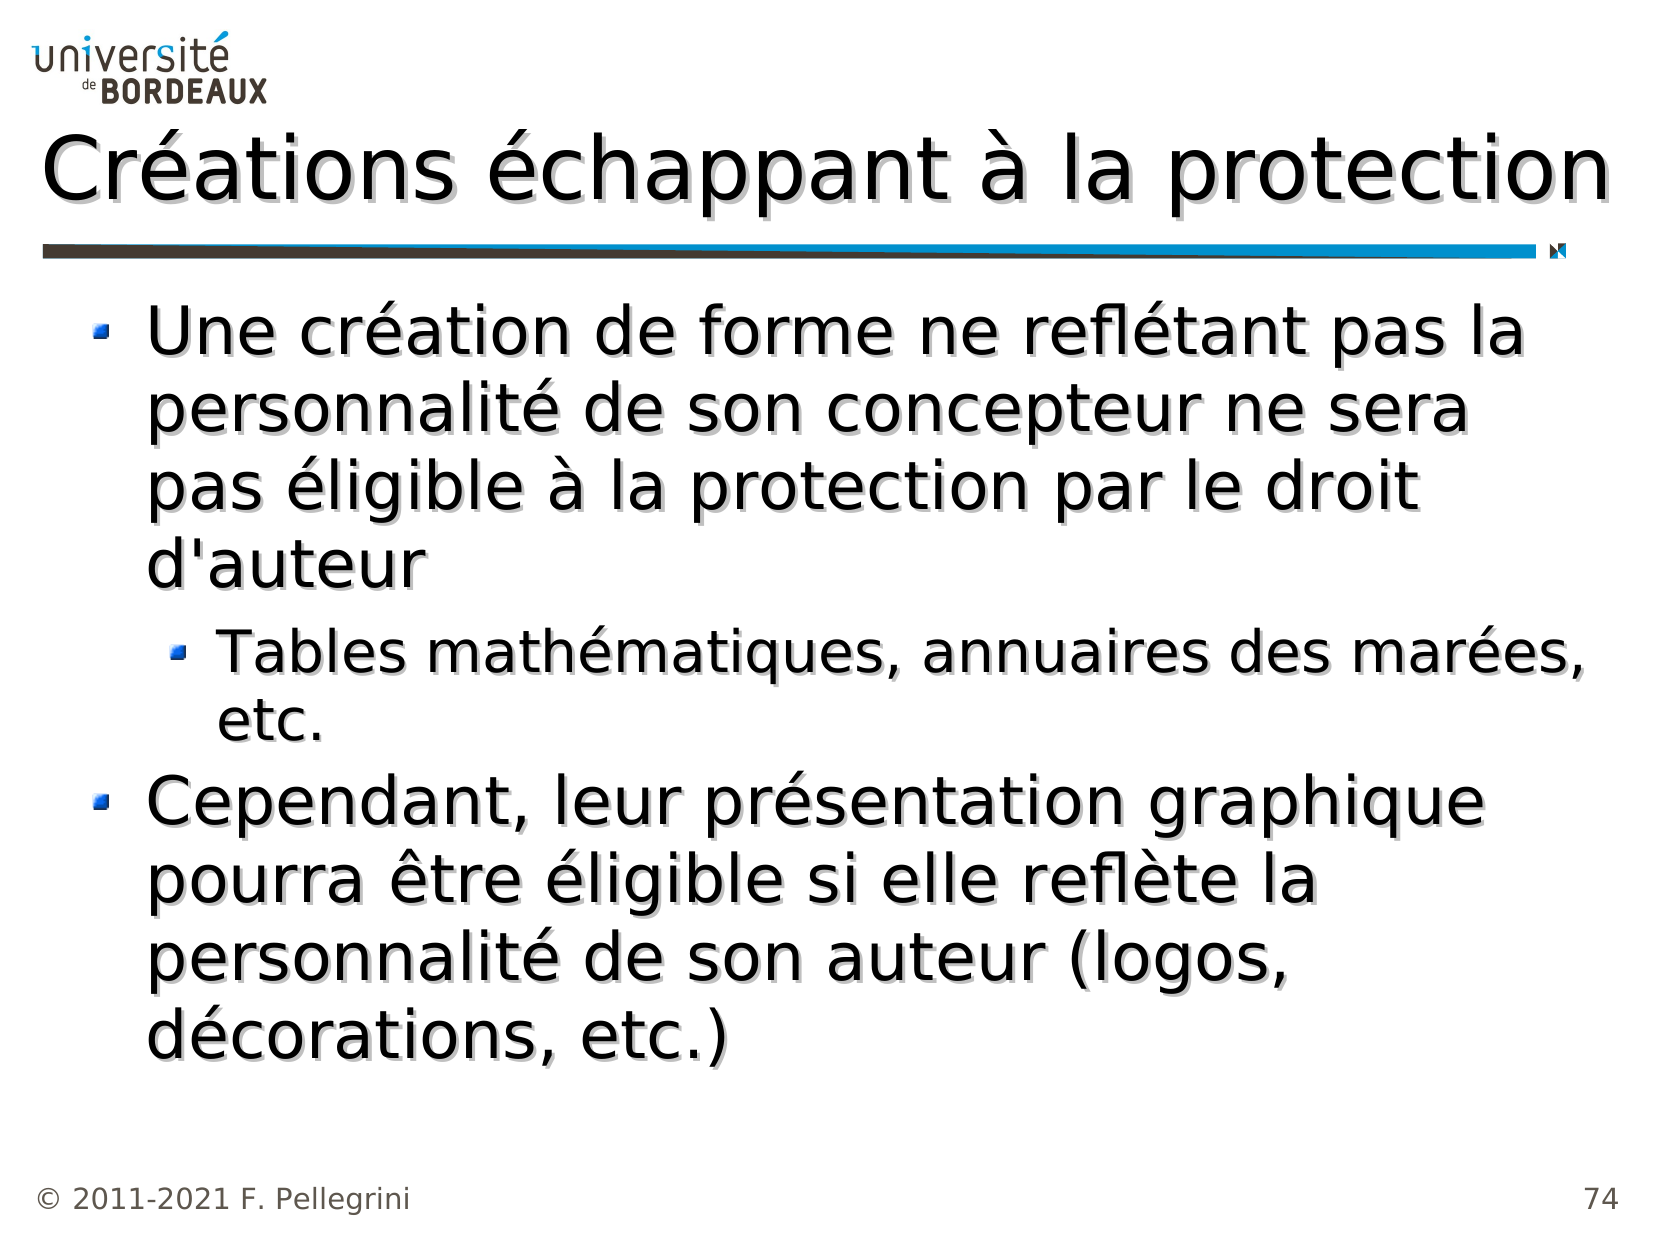 université
de BORDEAUX
Créations échappant à la protection
Une création de forme ne reflétant pas la
personnalité de son concepteur ne sera
pas éligible à la protection par le droit
d'auteur
Tables mathématiques, annuaires des marées,
etc.
Cependant, leur présentation graphique
pourra être éligible si elle reflète la
personnalité de son auteur (logos,
décorations, etc.)
© 2011-2021 F. Pellegrini
74